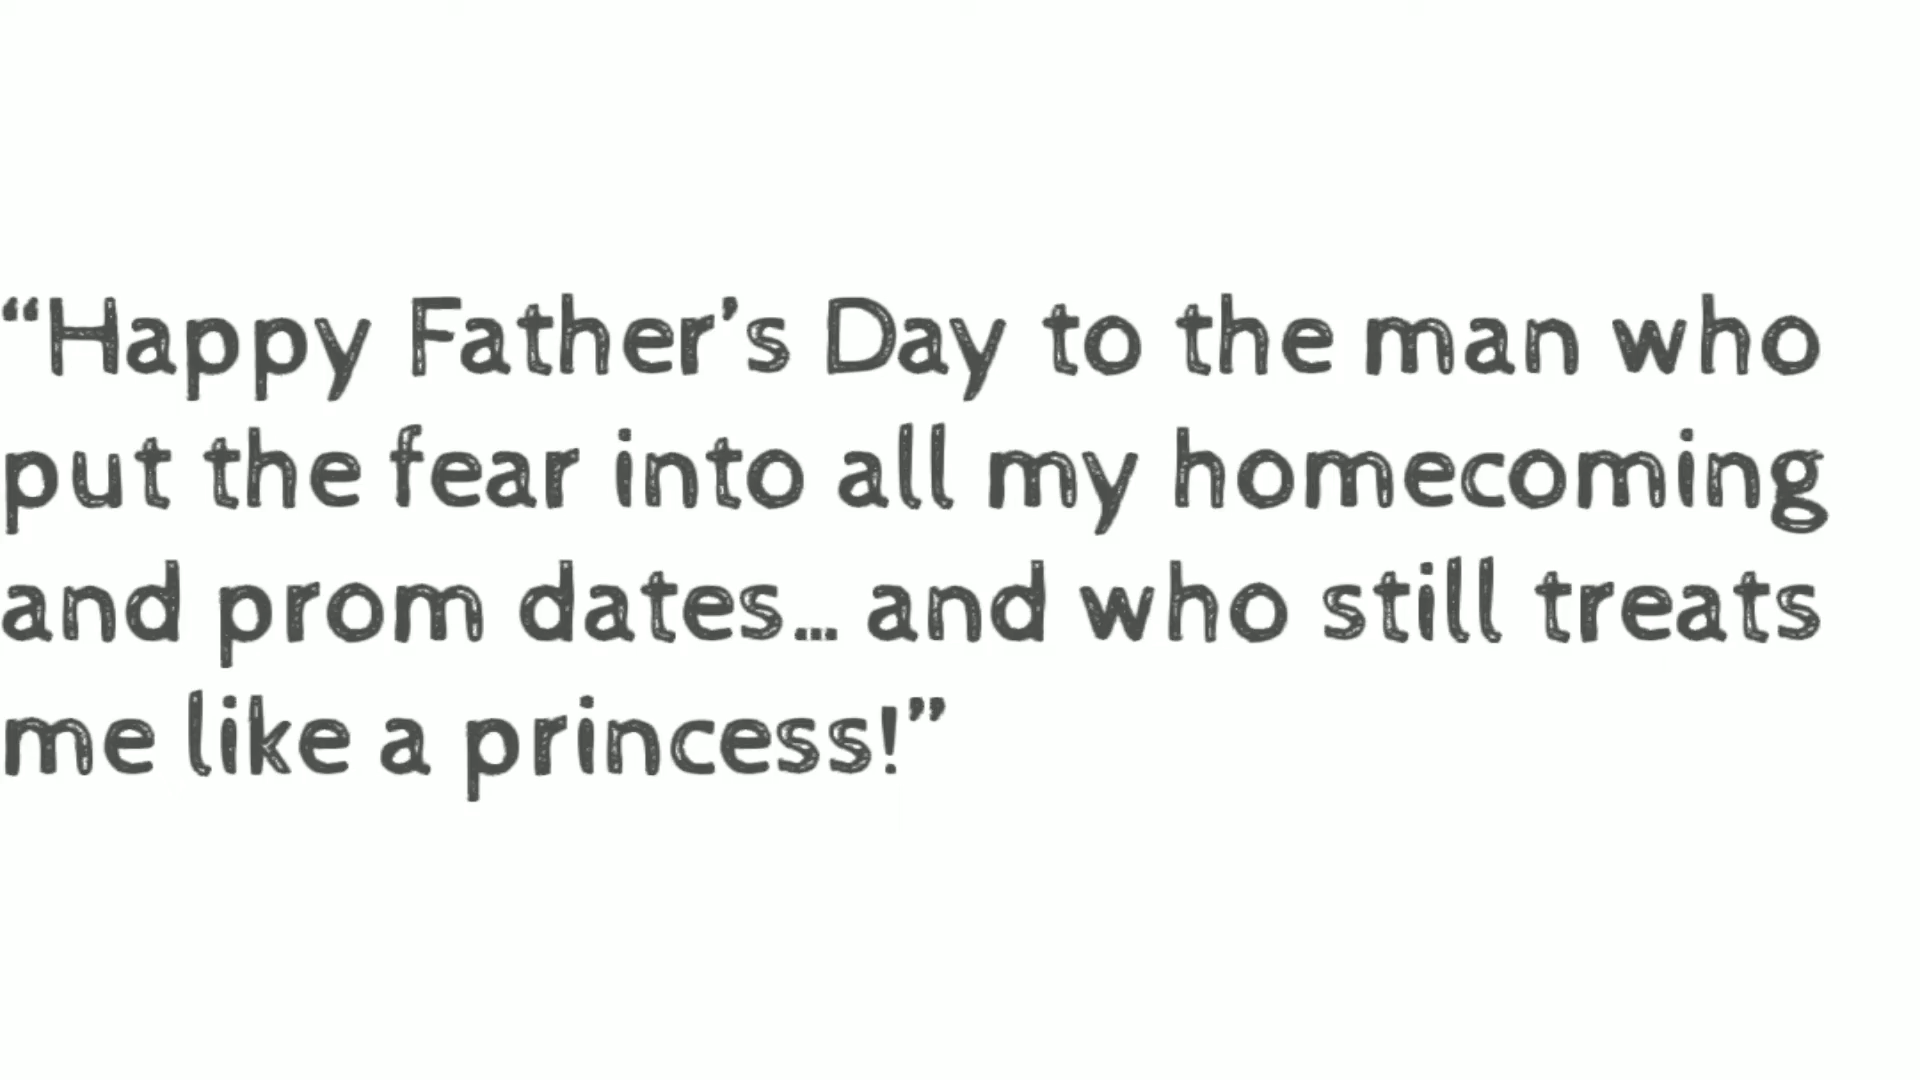 “Happy Father’s Day to the man who
put the fear into all my homecoming
and prom dates... and who still treats
me like a princess!”